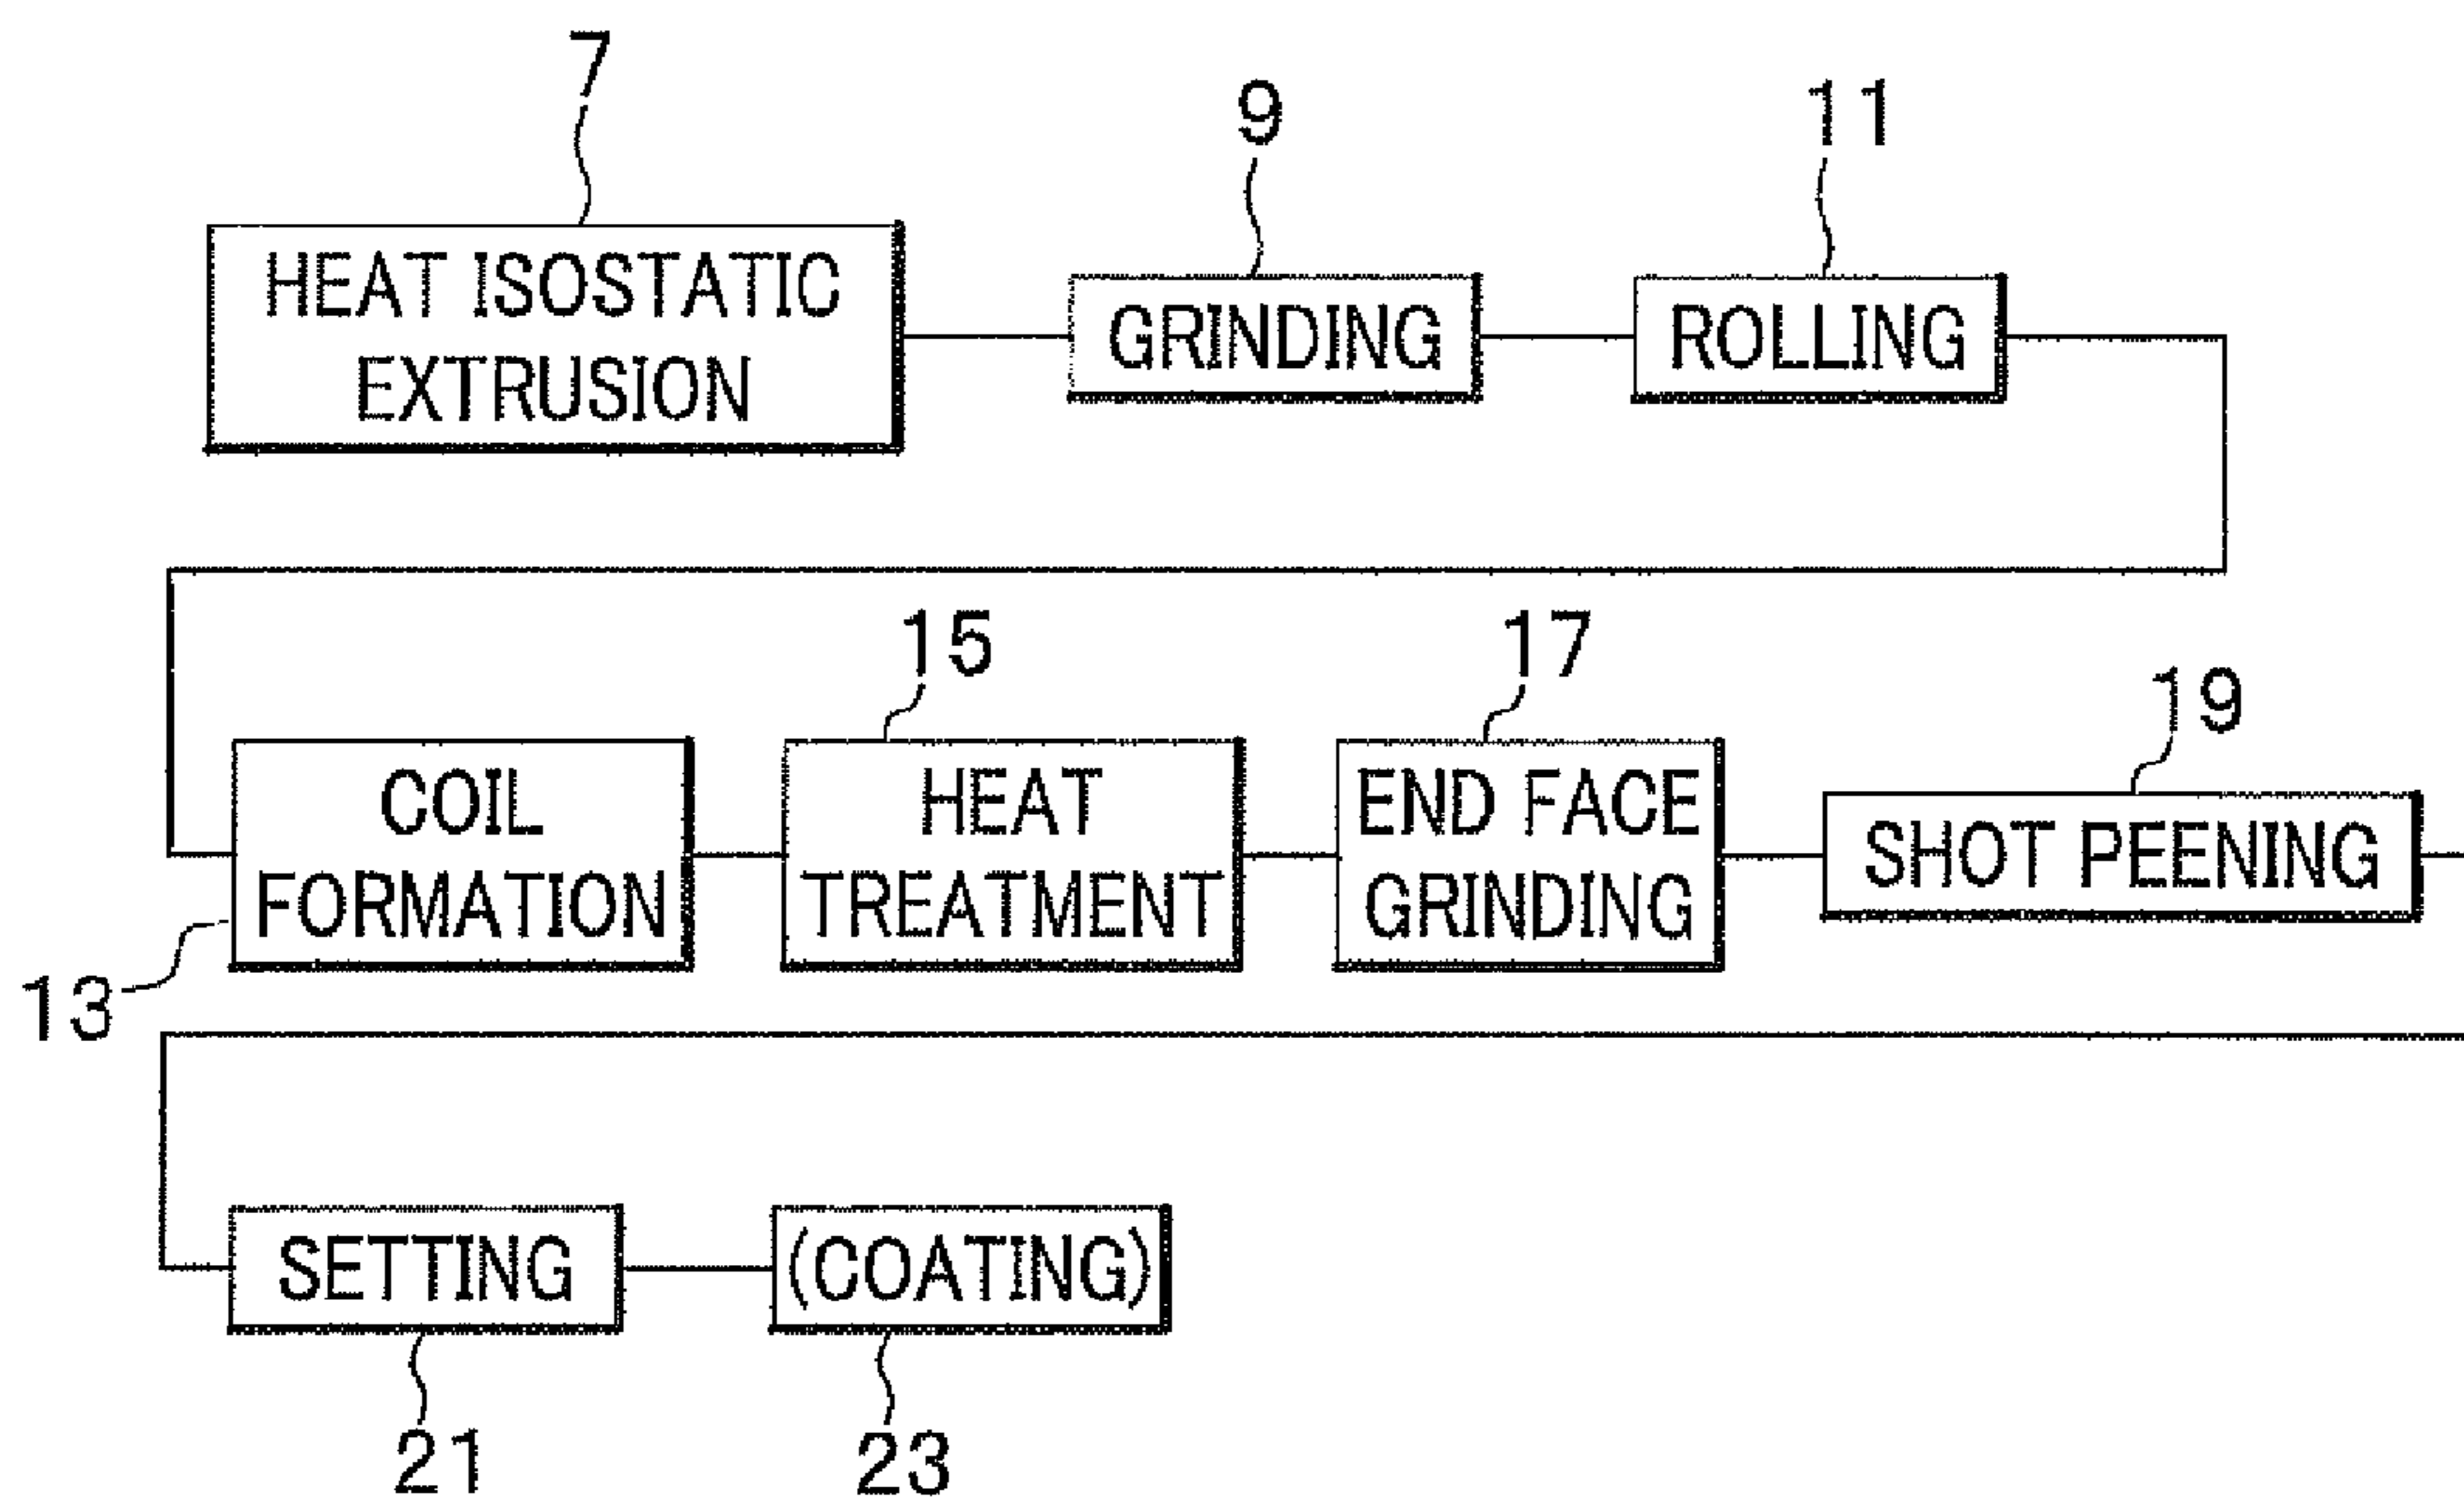 7
9
11
HEAT ISOSTATIC
EXTRUSION
GRINDING
ROLLING
15
17
19
COIL
FORMATION
HEAT
TREATMENT
END FACE
GRINDING
SHOT PEENING
13
SETTING
(COATING)
21
23